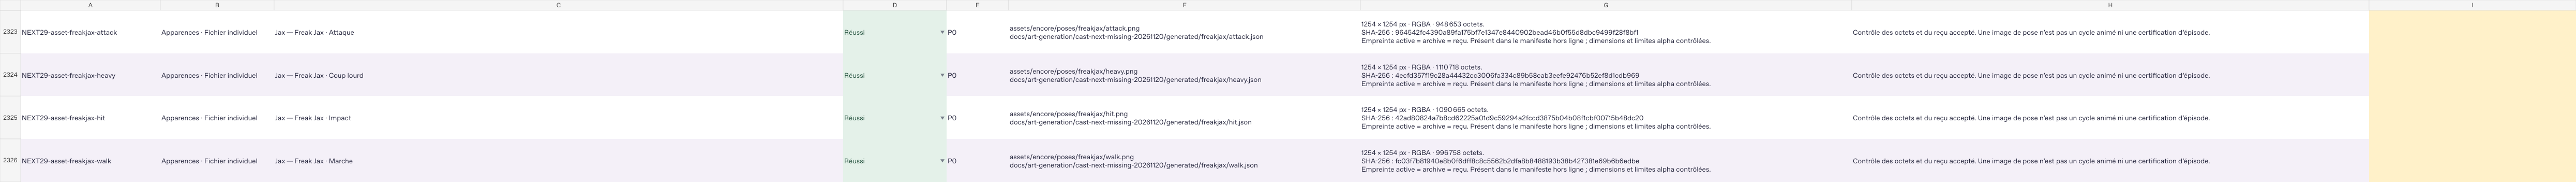 A B C D E F G H I
2323 NEXT29-asset-freakjax-attack Apparences · Fichier individuel Jax — Freak Jax · Attaque Réussi P0
assets/encore/poses/freakjax/attack.png
docs/art-generation/cast-next-missing-20261120/generated/freakjax/attack.json
1254 × 1254 px · RGBA · 948 653 octets.
SHA-256 : 964542fc4390a89fa175bf7e1347e8440902bead46b0f55d8dbc9499f28f8bf1
Empreinte active = archive = reçu. Présent dans le manifeste hors ligne ; dimensions et limites alpha contrôlées.
Contrôle des octets et du reçu accepté. Une image de pose n'est pas un cycle animé ni une certification d'épisode.
2324 NEXT29-asset-freakjax-heavy Apparences · Fichier individuel Jax — Freak Jax · Coup lourd Réussi P0
assets/encore/poses/freakjax/heavy.png
docs/art-generation/cast-next-missing-20261120/generated/freakjax/heavy.json
1254 × 1254 px · RGBA · 1 110 718 octets.
SHA-256 : 4ecfd357f19c28a44432cc3006fa334c89b58cab3eefe92476b52ef8d1cdb969
Empreinte active = archive = reçu. Présent dans le manifeste hors ligne ; dimensions et limites alpha contrôlées.
Contrôle des octets et du reçu accepté. Une image de pose n'est pas un cycle animé ni une certification d'épisode.
2325 NEXT29-asset-freakjax-hit Apparences · Fichier individuel Jax — Freak Jax · Impact Réussi P0
assets/encore/poses/freakjax/hit.png
docs/art-generation/cast-next-missing-20261120/generated/freakjax/hit.json
1254 × 1254 px · RGBA · 1 090 665 octets.
SHA-256 : 42ad80824a7b8cd62225a01d9c59294a2fccd3875b04b08f1cbf00715b48dc20
Empreinte active = archive = reçu. Présent dans le manifeste hors ligne ; dimensions et limites alpha contrôlées.
Contrôle des octets et du reçu accepté. Une image de pose n'est pas un cycle animé ni une certification d'épisode.
2326 NEXT29-asset-freakjax-walk Apparences · Fichier individuel Jax — Freak Jax · Marche Réussi P0
assets/encore/poses/freakjax/walk.png
docs/art-generation/cast-next-missing-20261120/generated/freakjax/walk.json
1254 × 1254 px · RGBA · 996 758 octets.
SHA-256 : fc03f7b81940e8b0f6dff8c8c5562b2dfa8b8488193b38b427381e69b6b6edbe
Empreinte active = archive = reçu. Présent dans le manifeste hors ligne ; dimensions et limites alpha contrôlées.
Contrôle des octets et du reçu accepté. Une image de pose n'est pas un cycle animé ni une certification d'épisode.